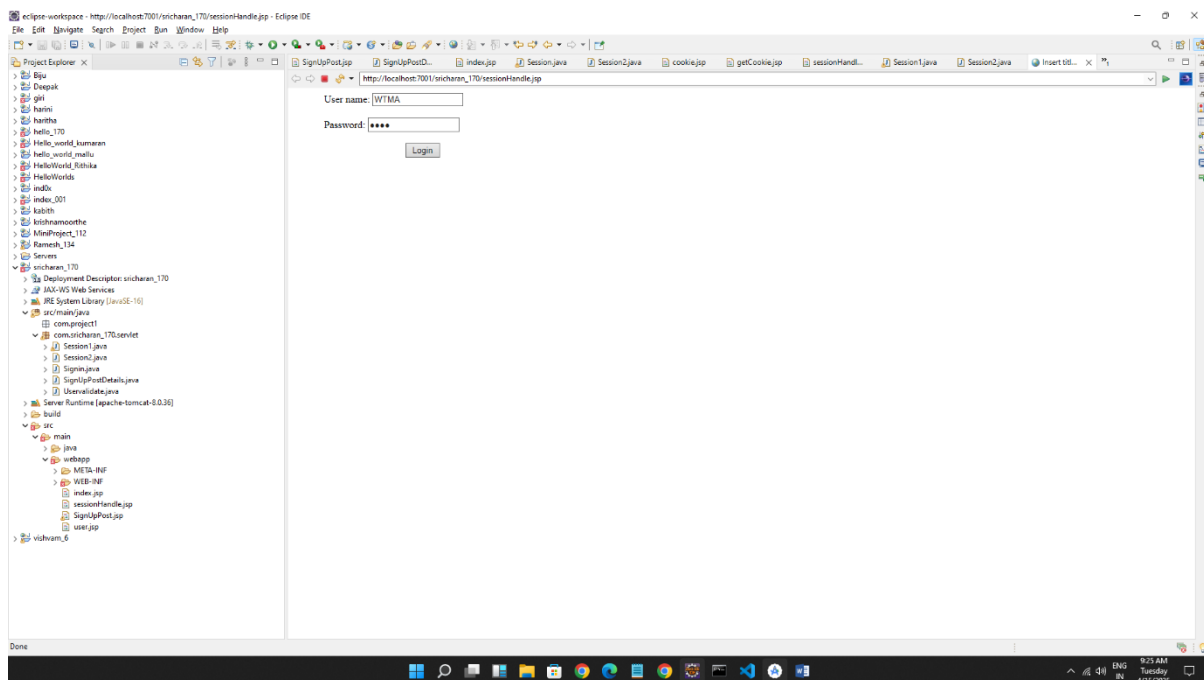 eclipse-workspace - http://localhost:7001/sricharan_170/sessionHandle.jsp - Eclipse IDE
File Edit Navigate Search Project Run Window Help
Project Explorer
SignUpPost.jsp SignUpPostD... index.jsp Session.java Session2.java cookie.jsp getCookie.jsp sessionHandl... Session1.java Session2.java Insert titl...
http://localhost:7001/sricharan_170/sessionHandle.jsp
Biju
Deepak
giri
harini
haritha
hello_170
Hello_world_kumaran
hello_world_mallu
HelloWorld_Rithika
HelloWorlds
ind0x
index_001
kabith
krishnamoorthe
MiniProject_112
Ramesh_134
Servers
sricharan_170
Deployment Descriptor: sricharan_170
JAX-WS Web Services
JRE System Library [JavaSE-16]
src/main/java
com.project1
com.sricharan_170.servlet
Session1.java
Session2.java
Signin.java
SignUpPostDetails.java
Uservalidate.java
Server Runtime [apache-tomcat-8.0.36]
build
src
main
java
webapp
META-INF
WEB-INF
index.jsp
sessionHandle.jsp
SignUpPost.jsp
user.jsp
vishvam_6
User name: WTMA
Password: ••••
Login
Done
ENG
IN
9:25 AM
Tuesday